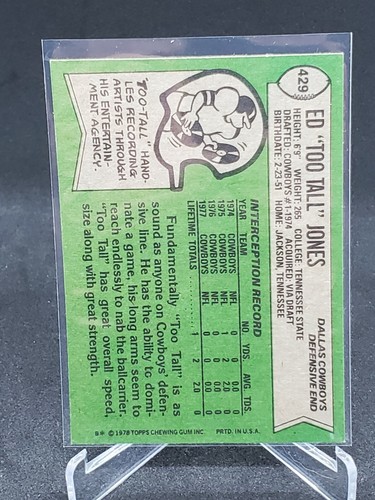 429
ED "TOO TALL" JONES
DALLAS COWBOYS
DEFENSIVE END
HEIGHT: 6'9" WEIGHT: 265 COLLEGE: TENNESSEE STATE
DRAFTED: COWBOYS #1-1974 ACQUIRED: VIA DRAFT
BIRTHDATE: 2-23-51 HOME: JACKSON, TENNESSEE
"TOO-TALL" HAND-
LES RECORDING
ARTISTS THROUGH
HIS ENTERTAIN-
MENT AGENCY.
INTERCEPTION RECORD
YEAR TEAM NO. YDS. AVG. TDS.
1974 COWBOYS NFL 0 0 0.0 0
1975 COWBOYS NFL 1 2 2.0 0
1976 COWBOYS NFL 0 0 0.0 0
1977 COWBOYS NFL 0 0 0.0 0
LIFETIME TOTALS 1 2 2.0 0
Fundamentally "Too Tall" is as
sound as anyone on Cowboys' defen-
sive line. He has the ability to domi-
nate a game, his long arms seem to
reach endlessly to nab the ballcarrier.
"Too Tall" has great overall speed,
size along with great strength.
© 1978 TOPPS CHEWING GUM INC. PRTD. IN U.S.A.